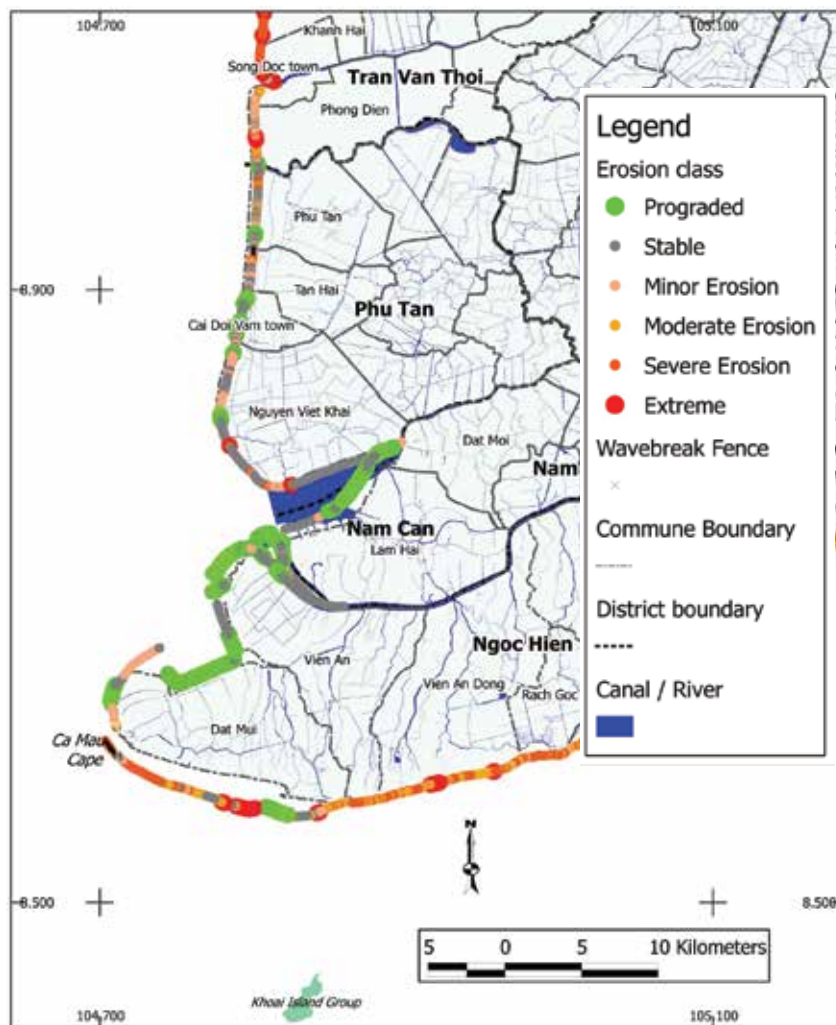 104.700
105.100
Khanh Hai
Song Doc town
Tran Van Thoi
Phong Dien
Phu Tan
8.900
Tan Hai
Cai Doi Vam town
Phu Tan
Nguyen Viet Khai
Dat Moi
Nam
Nam Can
Lam Hai
Ngoc Hien
Vien An
Vien An Dong
Rach Goc
Dat Mui
Ca Mau
Cape
N
8.500
8.500
5 0 5 10 Kilometers
Khoai Island Group
104.700
105.100
Legend
Erosion class
Prograded
Stable
Minor Erosion
Moderate Erosion
Severe Erosion
Extreme
Wavebreak Fence
Commune Boundary
District boundary
Canal / River